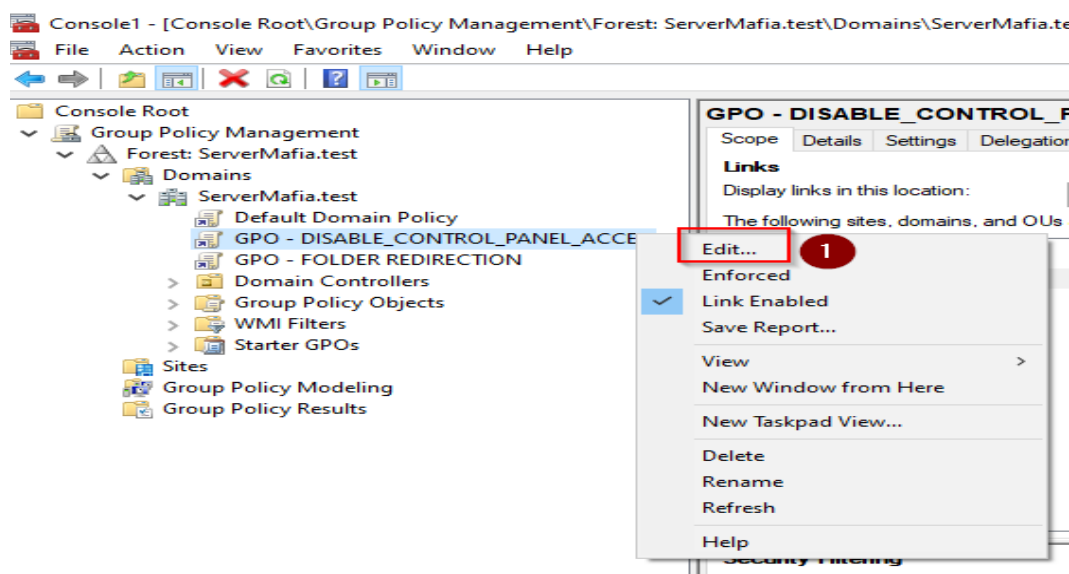 Console1 - [Console Root\Group Policy Management\Forest: ServerMafia.test\Domains\ServerMafia.te
File Action View Favorites Window Help
Console Root
Group Policy Management
Forest: ServerMafia.test
Domains
ServerMafia.test
Default Domain Policy
GPO - DISABLE_CONTROL_PANEL_ACCE
GPO - FOLDER REDIRECTION
Domain Controllers
Group Policy Objects
WMI Filters
Starter GPOs
Sites
Group Policy Modeling
Group Policy Results
GPO - DISABLE_CONTROL_P
Scope Details Settings Delegation
Links
Display links in this location:
The following sites, domains, and OUs
Edit...
1
Enforced
Link Enabled
Save Report...
View
New Window from Here
New Taskpad View...
Delete
Rename
Refresh
Help
Security Filtering